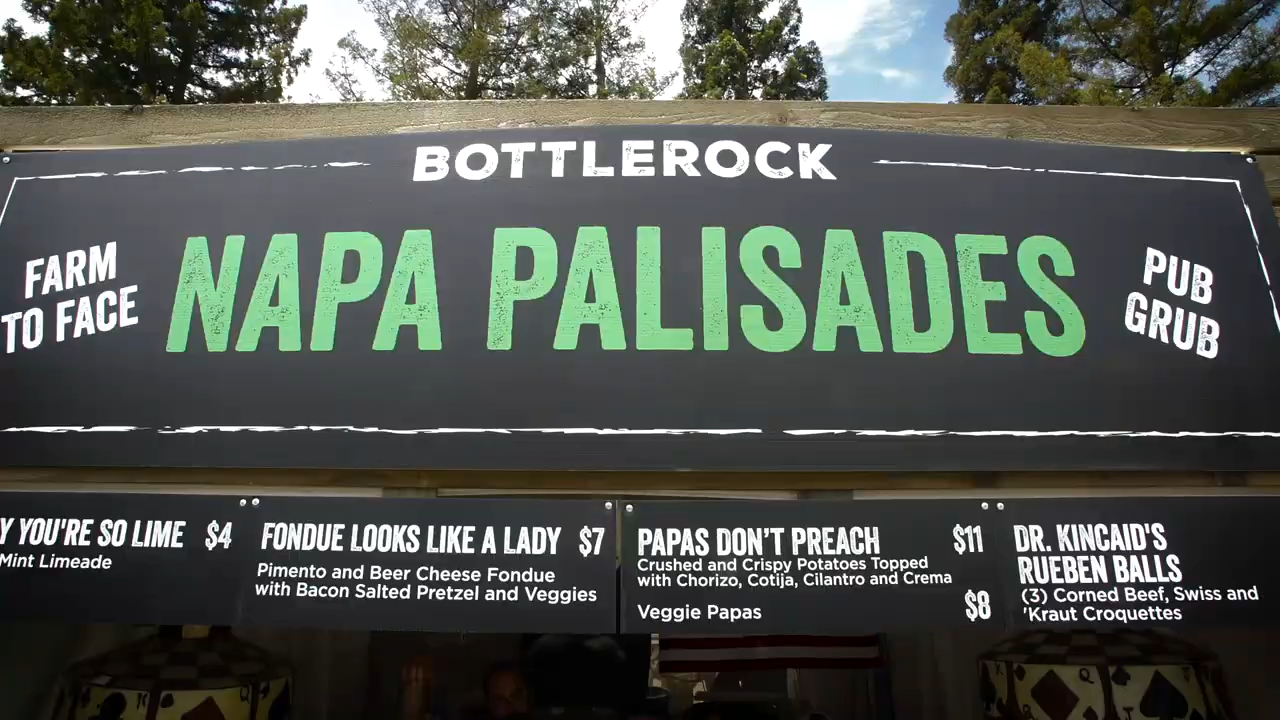 BOTTLEROCK
FARM
TO FACE
NAPA PALISADES
PUB
GRUB
Y YOU'RE SO LIME $4
Mint Limeade
FONDUE LOOKS LIKE A LADY $7
Pimento and Beer Cheese Fondue
with Bacon Salted Pretzel and Veggies
PAPAS DON'T PREACH $11
Crushed and Crispy Potatoes Topped
with Chorizo, Cotija, Cilantro and Crema
Veggie Papas $8
DR. KINCAID'S
RUEBEN BALLS
(3) Corned Beef, Swiss and
'Kraut Croquettes